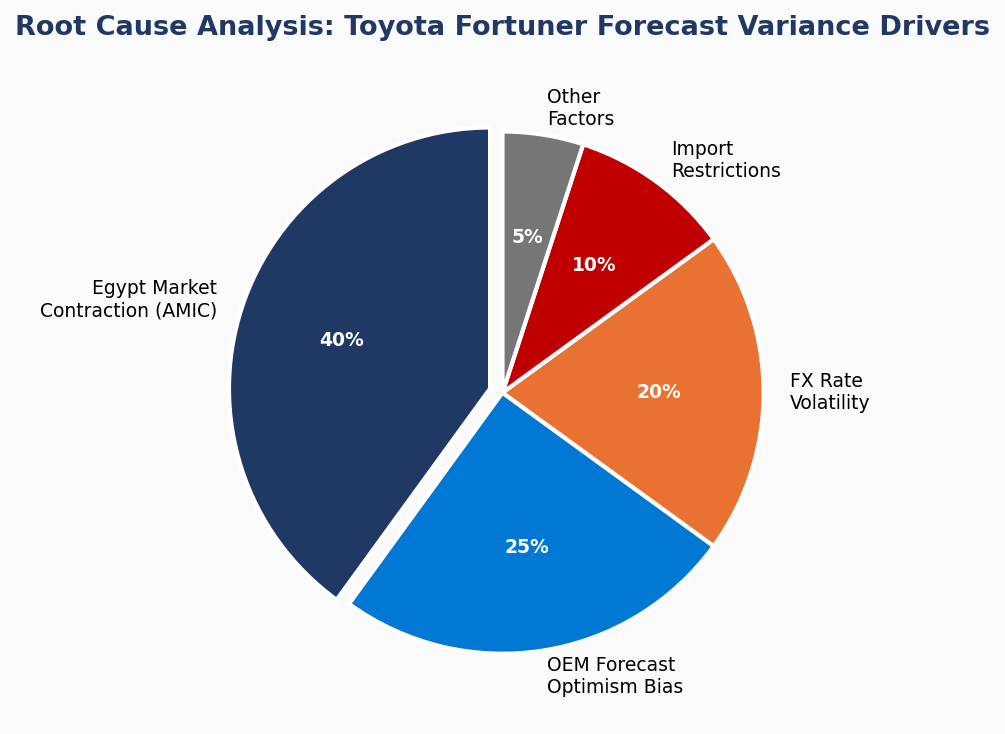 Root Cause Analysis: Toyota Fortuner Forecast Variance Drivers
Other
Factors
Import
Restrictions
5%
10%
Egypt Market
Contraction (AMIC)
40%
20%
FX Rate
Volatility
25%
OEM Forecast
Optimism Bias